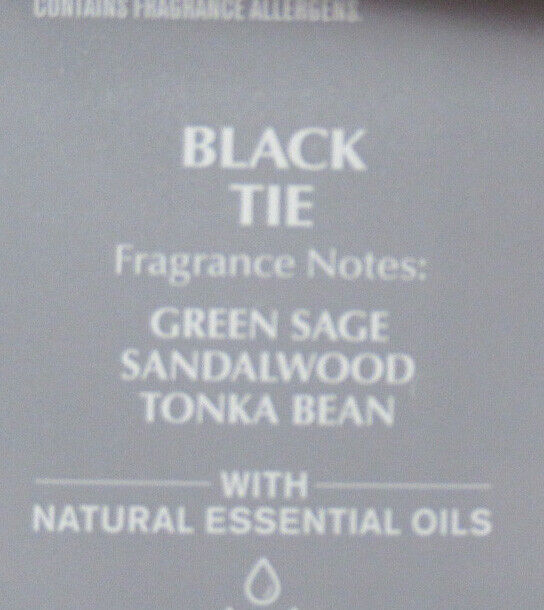 CONTAINS FRAGRANCE ALLERGENS.
BLACK
TIE
Fragrance Notes:
GREEN SAGE
SANDALWOOD
TONKA BEAN
WITH
NATURAL ESSENTIAL OILS